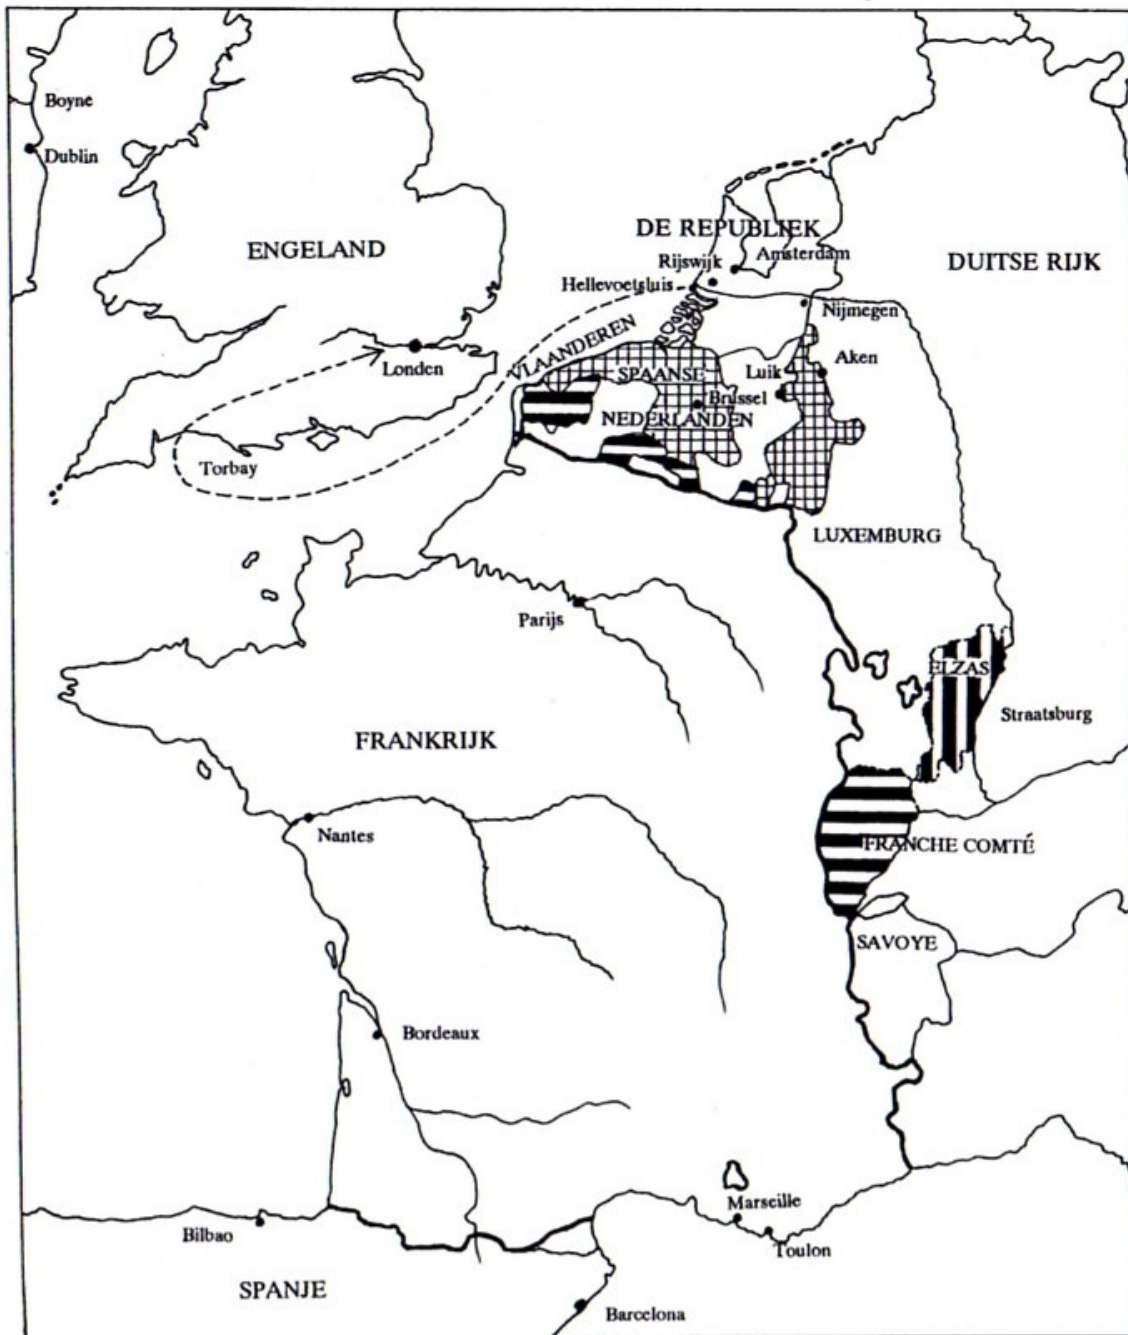 Boyne
Dublin
ENGELAND
DE REPUBLIEK
Amsterdam
Rijswijk
DUITSE RIJK
Hellevoetsluis
Nijmegen
VLAANDEREN
Londen
SPAANSE
Luik
Aken
Brussel
NEDERLANDEN
Torbay
LUXEMBURG
Parijs
ELZAS
Straatsburg
FRANKRIJK
Nantes
FRANCHE COMTÉ
SAVOYE
Bordeaux
Marseille
Bilbao
Toulon
SPANJE
Barcelona